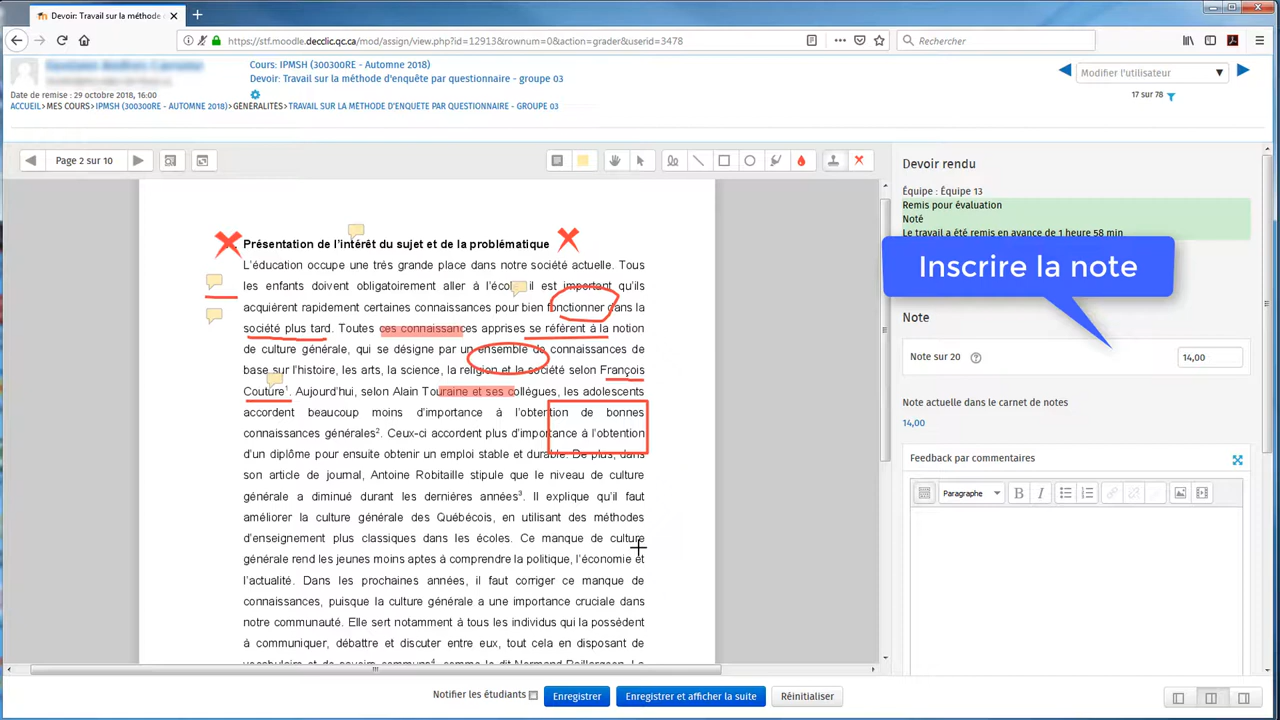 Devoir: Travail sur la méthode
https://stf.moodle.decclic.qc.ca/mod/assign/view.php?id=12913&rownum=0&action=grader&userid=3478
Rechercher
Cours: IPMSH (300300RE - Automne 2018)
Devoir: Travail sur la méthode d'enquête par questionnaire - groupe 03
Date de remise : 29 octobre 2018, 16:00
Modifier l'utilisateur
17 sur 78
ACCUEIL › MES COURS › IPMSH (300300RE - AUTOMNE 2018) › GÉNÉRALITÉS › TRAVAIL SUR LA MÉTHODE D'ENQUÊTE PAR QUESTIONNAIRE - GROUPE 03
Page 2 sur 10
Présentation de l'intérêt du sujet et de la problématique
L'éducation occupe une très grande place dans notre société actuelle. Tous
les enfants doivent obligatoirement aller à l'école, il est important qu'ils
acquièrent rapidement certaines connaissances pour bien fonctionner dans la
société plus tard. Toutes ces connaissances apprises se réfèrent à la notion
de culture générale, qui se désigne par un ensemble de connaissances de
base sur l'histoire, les arts, la science, la religion et la société selon François
Couture¹. Aujourd'hui, selon Alain Touraine et ses collègues, les adolescents
accordent beaucoup moins d'importance à l'obtention de bonnes
connaissances générales². Ceux-ci accordent plus d'importance à l'obtention
d'un diplôme pour ensuite obtenir un emploi stable et durable. De plus, dans
son article de journal, Antoine Robitaille stipule que le niveau de culture
générale a diminué durant les dernières années³. Il explique qu'il faut
améliorer la culture générale des Québécois, en utilisant des méthodes
d'enseignement plus classiques dans les écoles. Ce manque de culture
générale rend les jeunes moins aptes à comprendre la politique, l'économie et
l'actualité. Dans les prochaines années, il faut corriger ce manque de
connaissances, puisque la culture générale a une importance cruciale dans
notre communauté. Elle sert notamment à tous les individus qui la possèdent
à communiquer, débattre et discuter entre eux, tout cela en disposant de
vocabulaire et de savoirs communs⁴, comme le dit Normand Baillargeon. La
Devoir rendu
Équipe : Équipe 13
Remis pour évaluation
Noté
Le travail a été remis en avance de 1 heure 58 min
Inscrire la note
Note
Note sur 20
14,00
Note actuelle dans le carnet de notes
14,00
Feedback par commentaires
Paragraphe
B I
Notifier les étudiants
Enregistrer
Enregistrer et afficher la suite
Réinitialiser